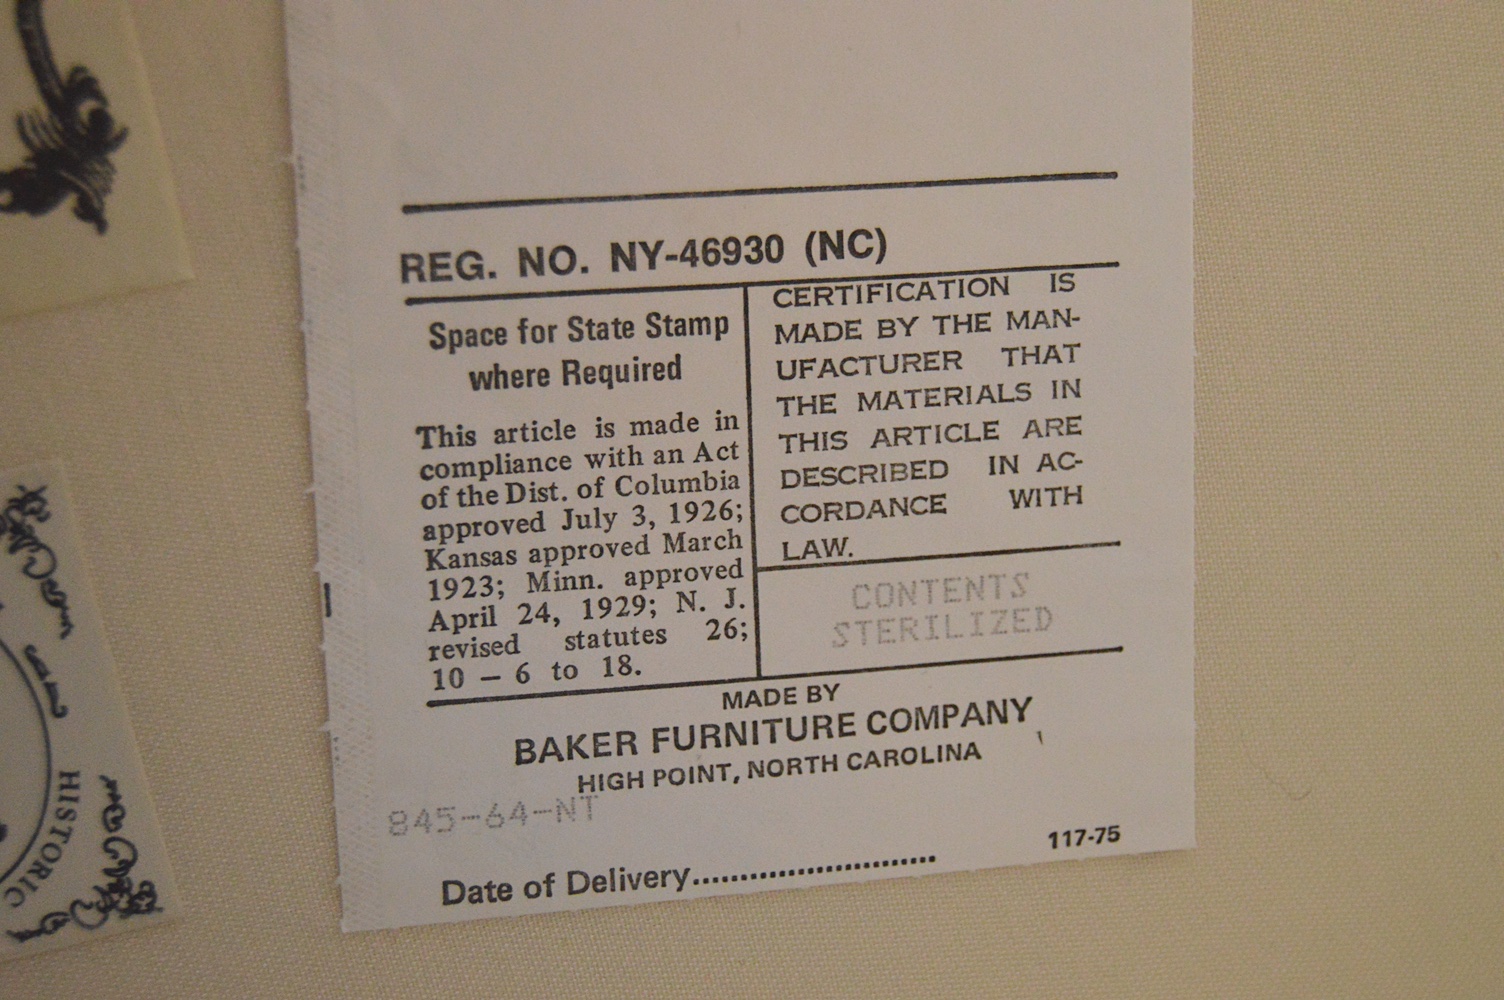 REG. NO. NY-46930 (NC)
Space for State Stamp
where Required
This article is made in
compliance with an Act
of the Dist. of Columbia
approved July 3, 1926;
Kansas approved March
1923; Minn. approved
April 24, 1929; N. J.
revised statutes 26;
10 – 6 to 18.
CERTIFICATION IS
MADE BY THE MAN-
UFACTURER THAT
THE MATERIALS IN
THIS ARTICLE ARE
DESCRIBED IN AC-
CORDANCE WITH
LAW.
CONTENTS
STERILIZED
MADE BY
BAKER FURNITURE COMPANY
HIGH POINT, NORTH CAROLINA
845-64-NT
117-75
Date of Delivery........................
HISTORIC